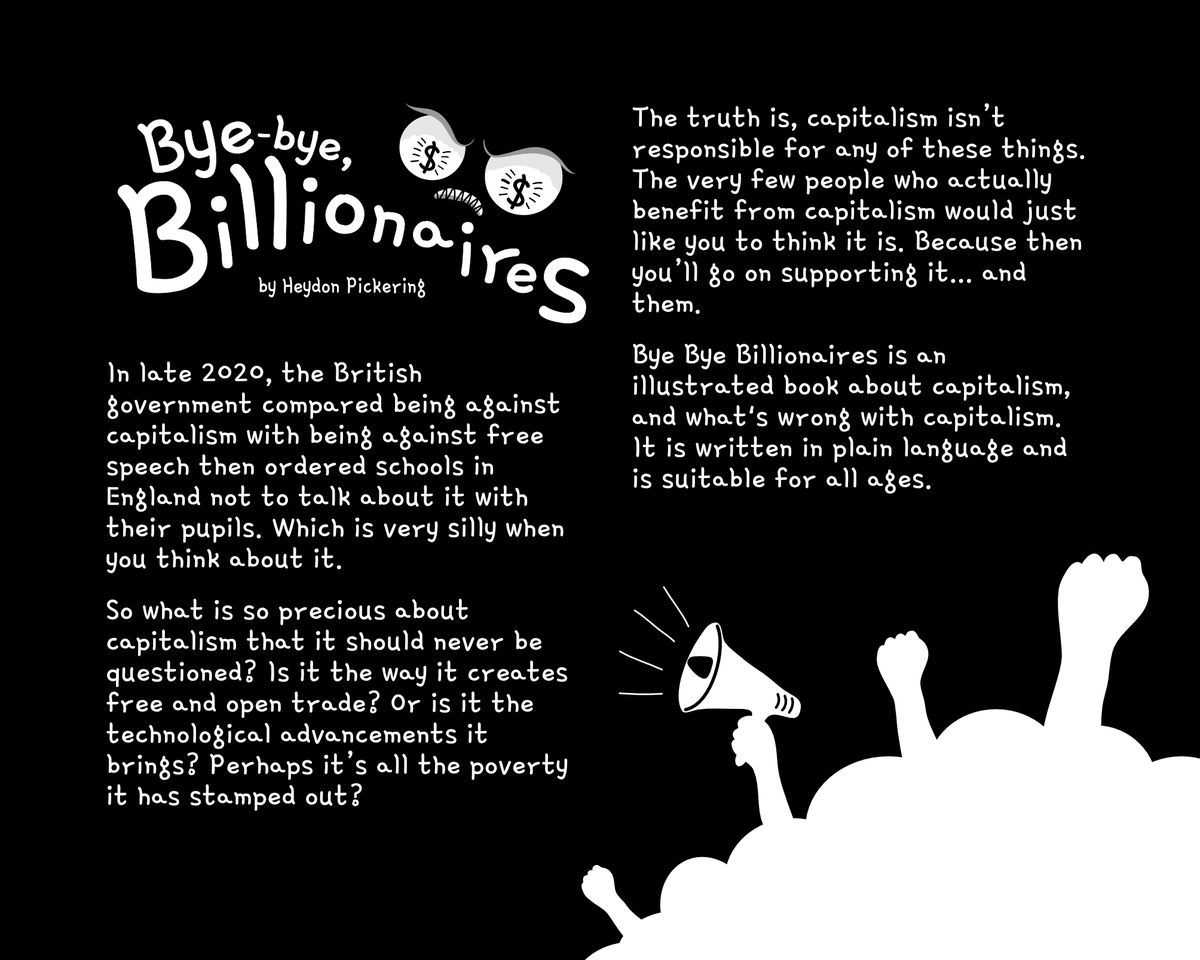 Bye-bye,
Billionaires
by Heydon Pickering
In late 2020, the British
government compared being against
capitalism with being against free
speech then ordered schools in
England not to talk about it with
their pupils. Which is very silly when
you think about it.
So what is so precious about
capitalism that it should never be
questioned? Is it the way it creates
free and open trade? Or is it the
technological advancements it
brings? Perhaps it's all the poverty
it has stamped out?
The truth is, capitalism isn't
responsible for any of these things.
The very few people who actually
benefit from capitalism would just
like you to think it is. Because then
you'll go on supporting it... and
them.
Bye Bye Billionaires is an
illustrated book about capitalism,
and what's wrong with capitalism.
It is written in plain language and
is suitable for all ages.